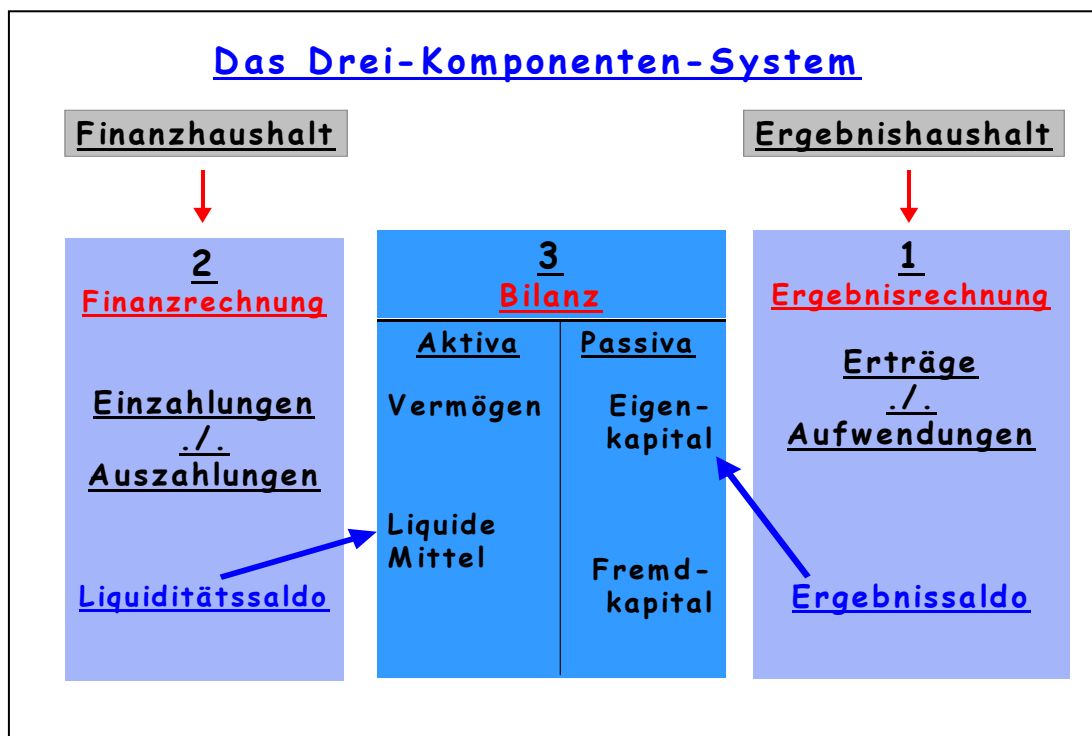 Das Drei-Komponenten-System
Finanzhaushalt
Ergebnishaushalt
2
Finanzrechnung
Einzahlungen
./.
Auszahlungen
Liquiditätssaldo
3
Bilanz
Aktiva
Passiva
Vermögen
Eigen-
kapital
Liquide
Mittel
Fremd-
kapital
1
Ergebnisrechnung
Erträge
./.
Aufwendungen
Ergebnissaldo